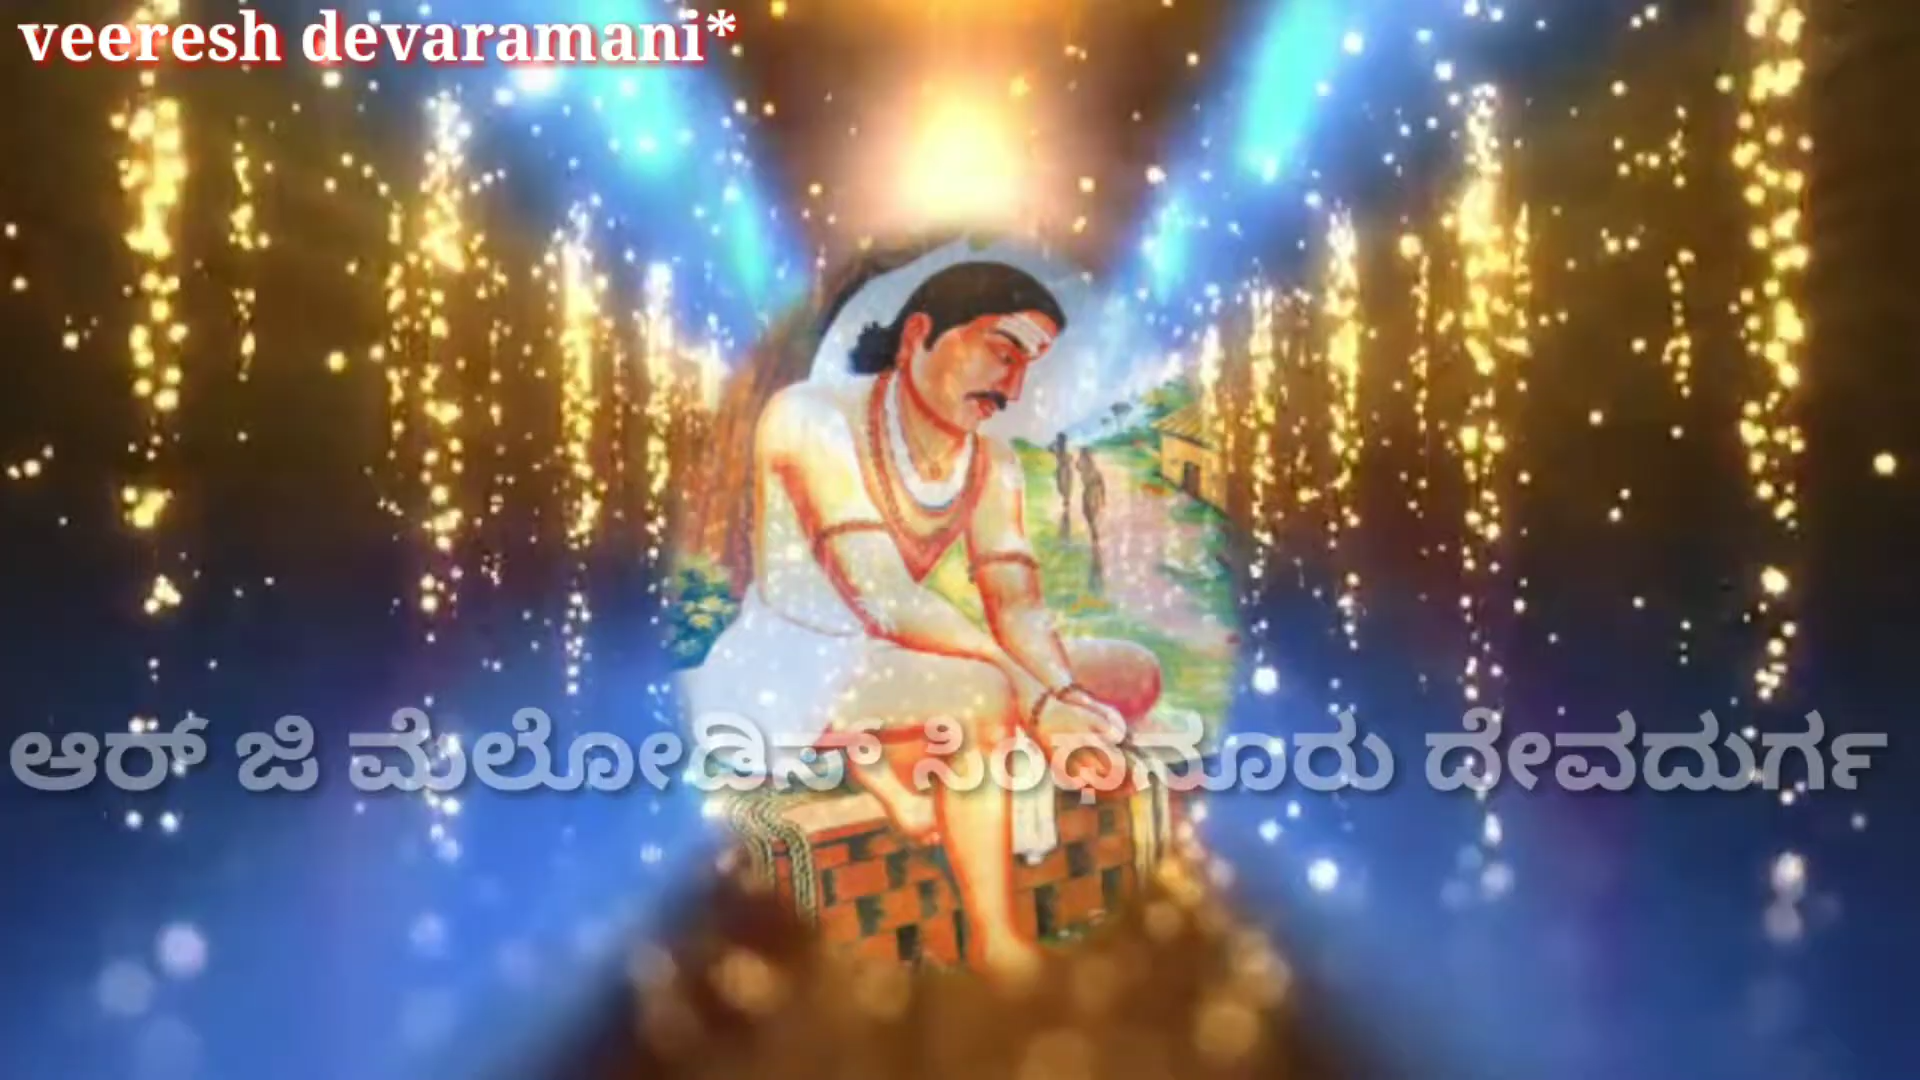 veeresh devaramani*
ಆರ್ ಜಿ ಮೆಲೋಡಿಸ್ ಸಿಂಧನೂರು ದೇವದುರ್ಗ